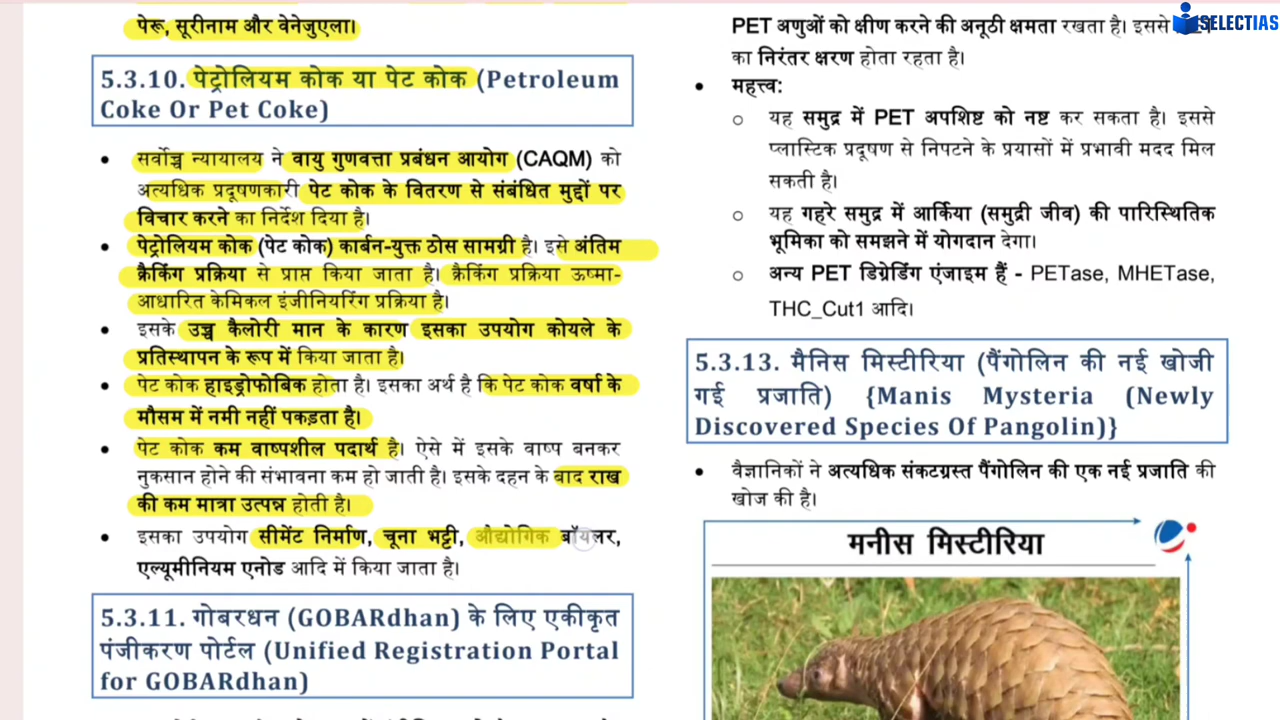 पेरू, सूरीनाम और वेनेजुएला।
5.3.10. पेट्रोलियम कोक या पेट कोक (Petroleum
Coke Or Pet Coke)
• सर्वोच्च न्यायालय ने वायु गुणवत्ता प्रबंधन आयोग (CAQM) को
अत्यधिक प्रदूषणकारी पेट कोक के वितरण से संबंधित मुद्दों पर
विचार करने का निर्देश दिया है।
• पेट्रोलियम कोक (पेट कोक) कार्बन-युक्त ठोस सामग्री है। इसे अंतिम
क्रैकिंग प्रक्रिया से प्राप्त किया जाता है। क्रैकिंग प्रक्रिया ऊष्मा-
आधारित केमिकल इंजीनियरिंग प्रक्रिया है।
• इसके उच्च कैलोरी मान के कारण इसका उपयोग कोयले के
प्रतिस्थापन के रूप में किया जाता है।
• पेट कोक हाइड्रोफोबिक होता है। इसका अर्थ है कि पेट कोक वर्षा के
मौसम में नमी नहीं पकड़ता है।
• पेट कोक कम वाष्पशील पदार्थ है। ऐसे में इसके वाष्प बनकर
नुकसान होने की संभावना कम हो जाती है। इसके दहन के बाद राख
की कम मात्रा उत्पन्न होती है।
• इसका उपयोग सीमेंट निर्माण, चूना भट्टी, औद्योगिक बॉयलर,
एल्यूमीनियम एनोड आदि में किया जाता है।
5.3.11. गोबरधन (GOBARdhan) के लिए एकीकृत
पंजीकरण पोर्टल (Unified Registration Portal
for GOBARdhan)
SELECTIAS
PET अणुओं को क्षीण करने की अनूठी क्षमता रखता है। इससे
का निरंतर क्षरण होता रहता है।
• महत्त्व:
o यह समुद्र में PET अपशिष्ट को नष्ट कर सकता है। इससे
प्लास्टिक प्रदूषण से निपटने के प्रयासों में प्रभावी मदद मिल
सकती है।
o यह गहरे समुद्र में आर्किया (समुद्री जीव) की पारिस्थितिक
भूमिका को समझने में योगदान देगा।
o अन्य PET डिग्रेडिंग एंजाइम हैं - PETase, MHETase,
THC_Cut1 आदि।
5.3.13. मैनिस मिस्टीरिया (पैंगोलिन की नई खोजी
गई प्रजाति) {Manis Mysteria (Newly
Discovered Species Of Pangolin)}
• वैज्ञानिकों ने अत्यधिक संकटग्रस्त पैंगोलिन की एक नई प्रजाति की
खोज की है।
मनीस मिस्टीरिया